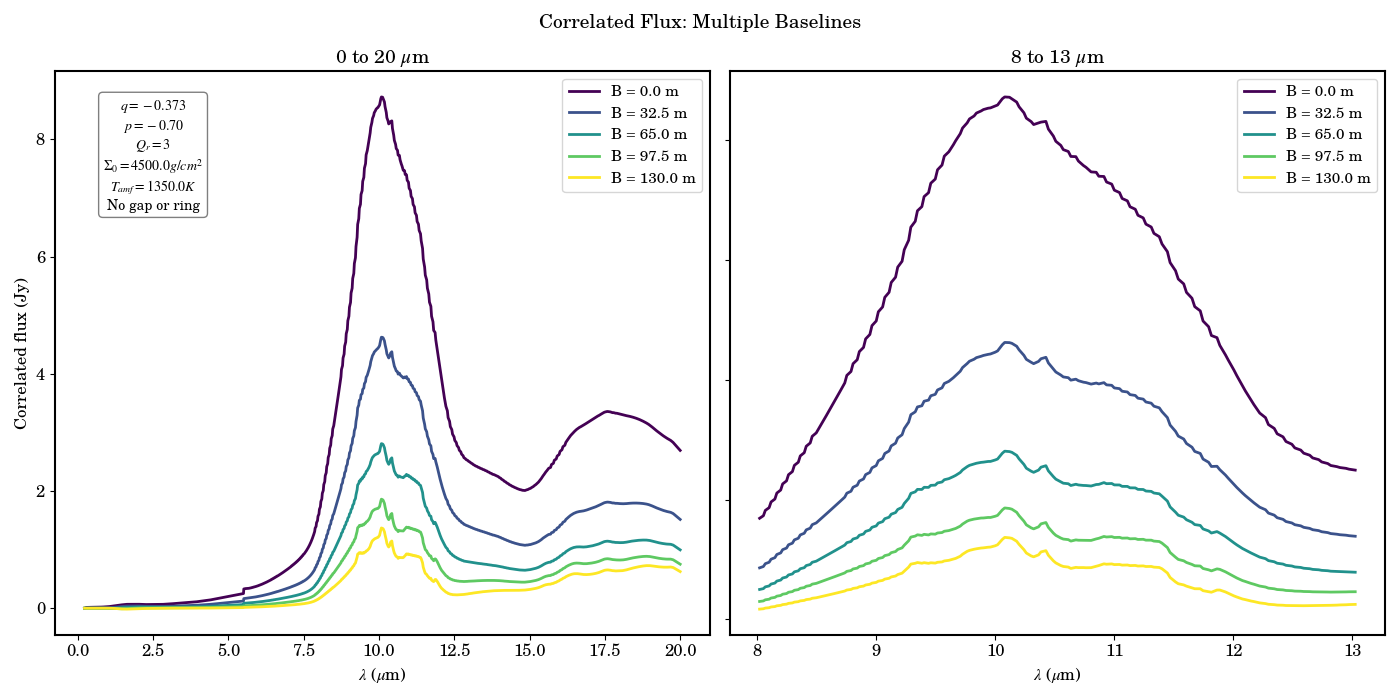 Correlated Flux: Multiple Baselines
0 to 20 μm
8 to 13 μm
q = −0.373
p = −0.70
Q_r = 3
Σ_0 = 4500.0g/cm^2
T_amf = 1350.0K
No gap or ring
B = 0.0 m
B = 32.5 m
B = 65.0 m
B = 97.5 m
B = 130.0 m
B = 0.0 m
B = 32.5 m
B = 65.0 m
B = 97.5 m
B = 130.0 m
Correlated flux (Jy)
8
6
4
2
0
0.0 2.5 5.0 7.5 10.0 12.5 15.0 17.5 20.0
8 9 10 11 12 13
λ (μm)
λ (μm)